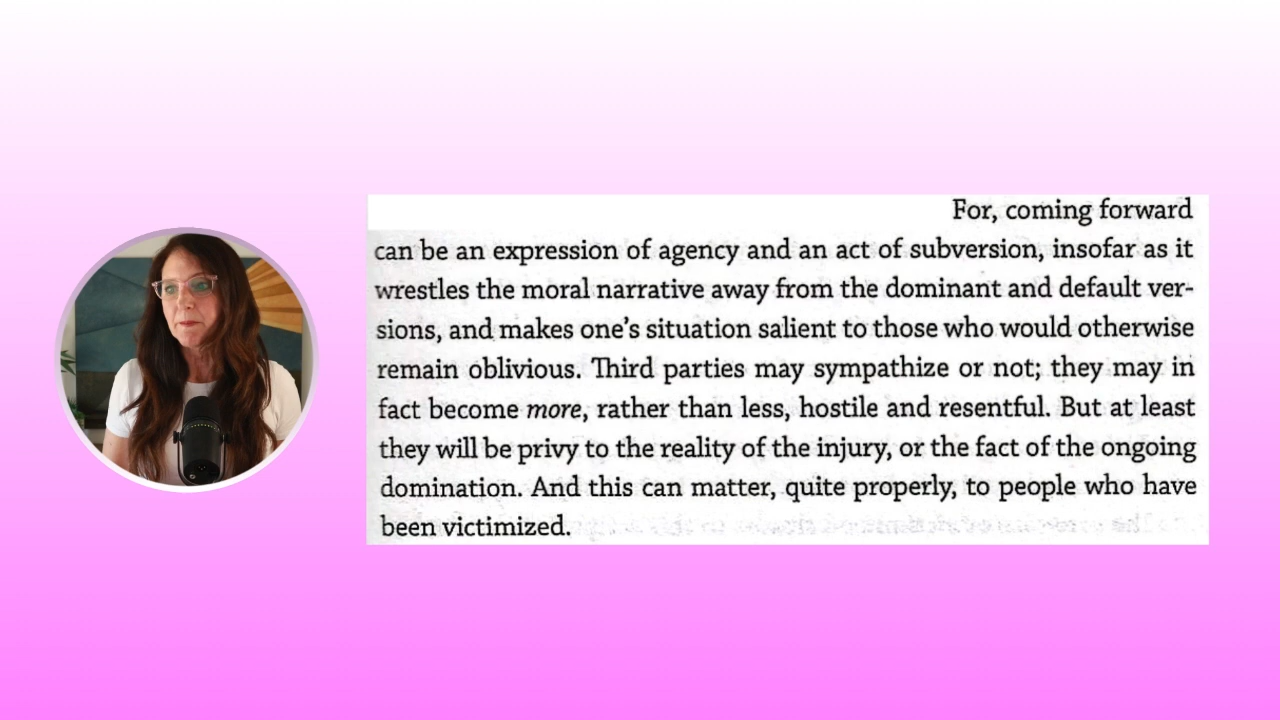 For, coming forward
can be an expression of agency and an act of subversion, insofar as it
wrestles the moral narrative away from the dominant and default ver-
sions, and makes one's situation salient to those who would otherwise
remain oblivious. Third parties may sympathize or not; they may in
fact become more, rather than less, hostile and resentful. But at least
they will be privy to the reality of the injury, or the fact of the ongoing
domination. And this can matter, quite properly, to people who have
been victimized.